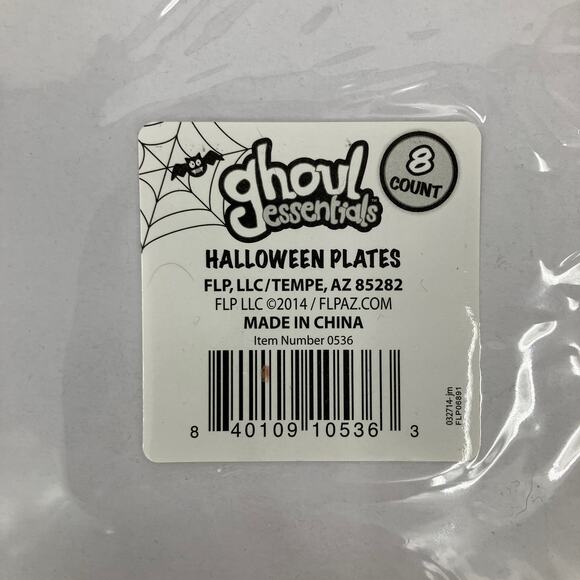 ghoul
essentials™
8
COUNT
HALLOWEEN PLATES
FLP, LLC/TEMPE, AZ 85282
FLP LLC ©2014 / FLPAZ.COM
MADE IN CHINA
Item Number 0536
8 40109 10536 3
032714-jm
FLP06891